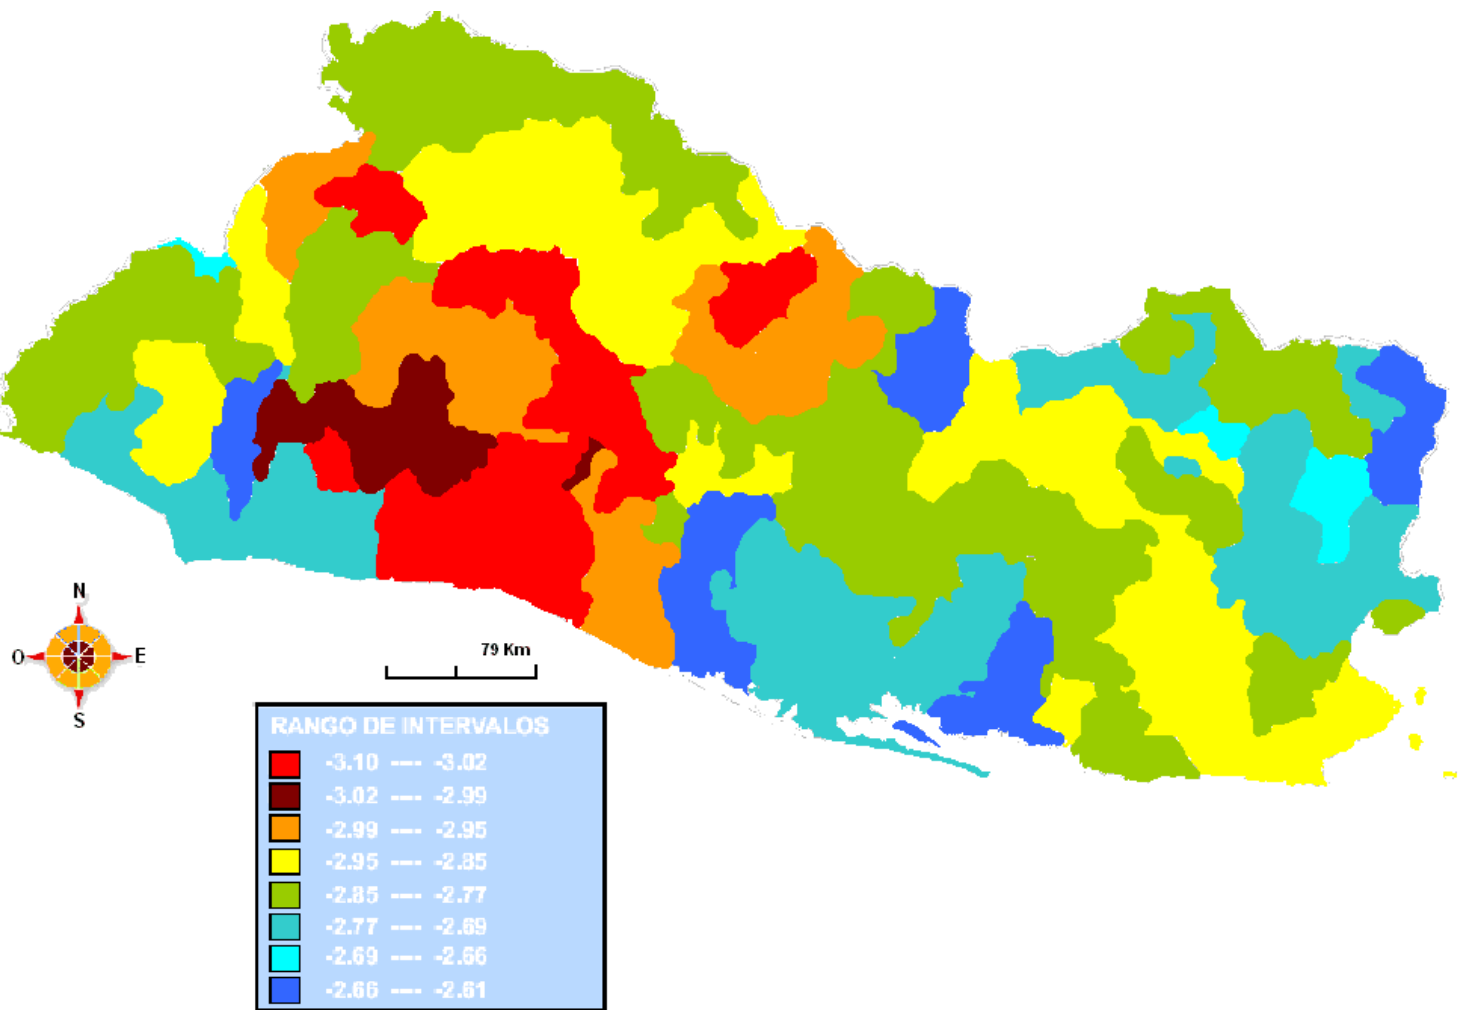 N
O E
S
79 Km
RANGO DE INTERVALOS
-3.10 ---- -3.02
-3.02 ---- -2.99
-2.99 ---- -2.95
-2.95 ---- -2.85
-2.85 ---- -2.77
-2.77 ---- -2.69
-2.69 ---- -2.66
-2.66 ---- -2.61